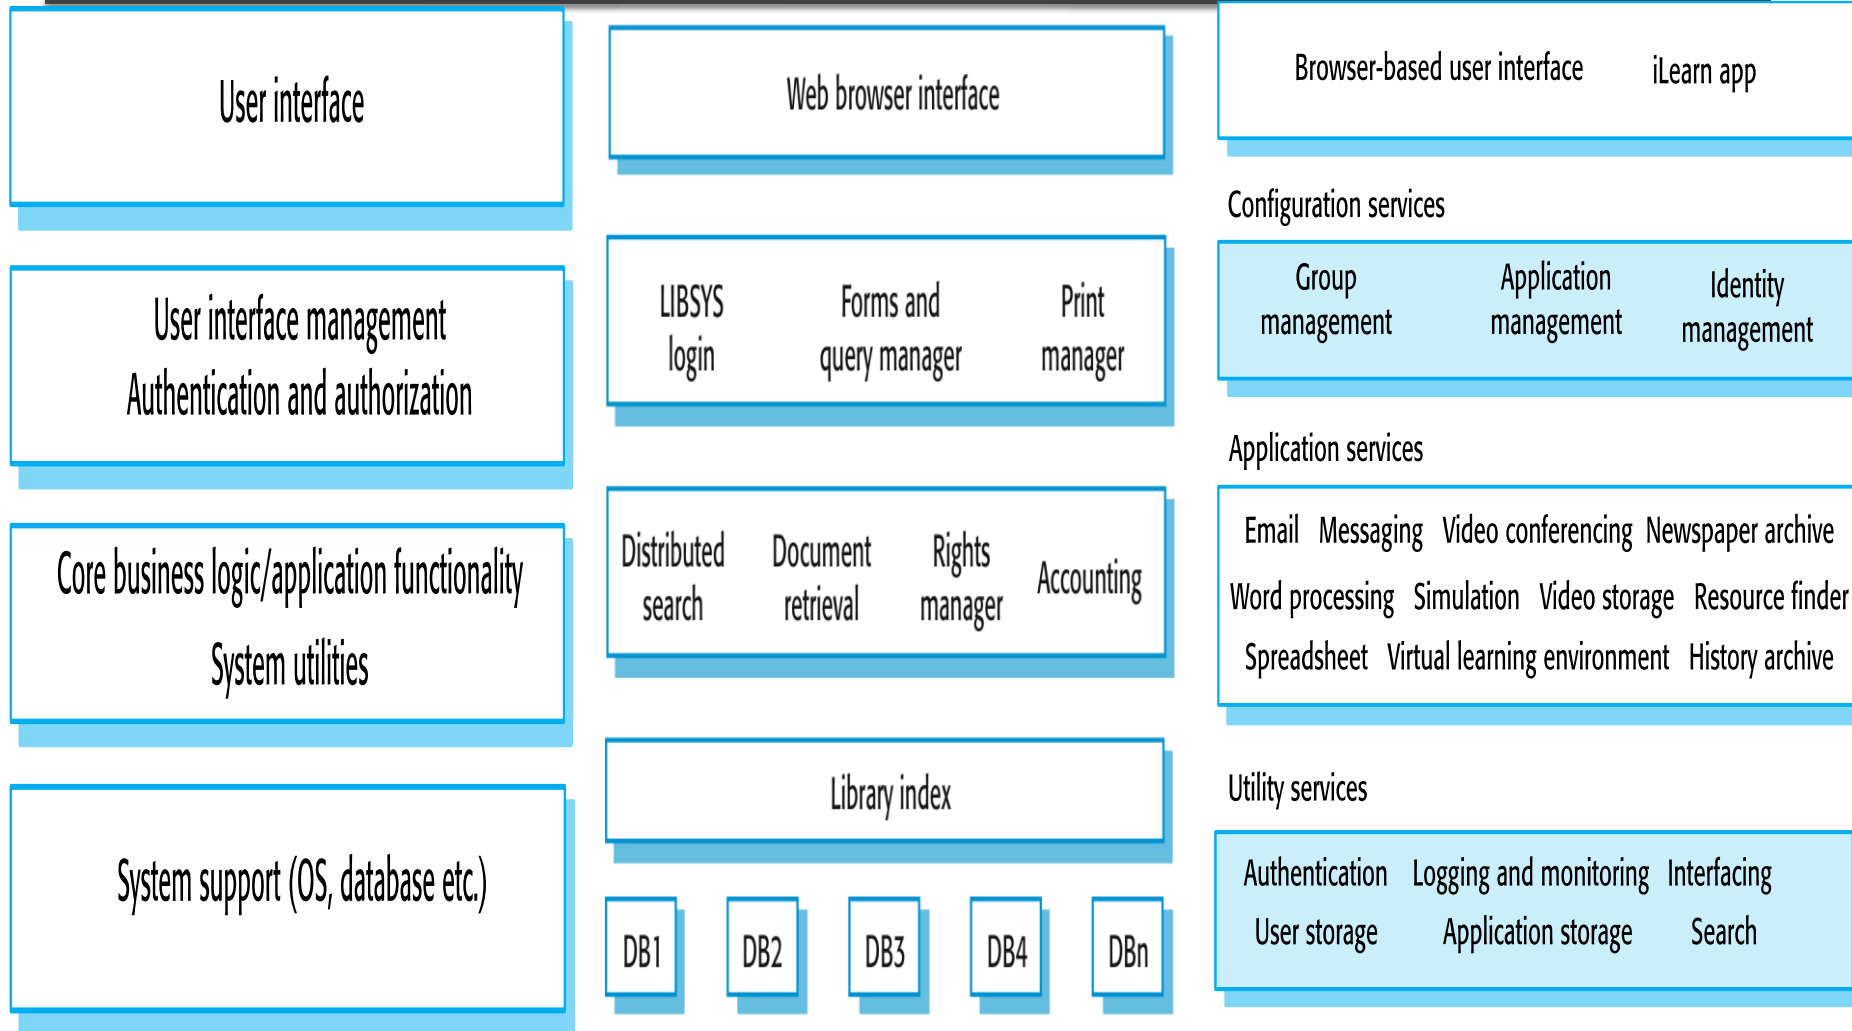 User interface
User interface management
Authentication and authorization
Core business logic/application functionality
System utilities
System support (OS, database etc.)
Web browser interface
LIBSYS login
Forms and query manager
Print manager
Distributed search
Document retrieval
Rights manager
Accounting
Library index
DB1 DB2 DB3 DB4 DBn
Browser-based user interface iLearn app
Configuration services
Group management
Application management
Identity management
Application services
Email Messaging Video conferencing Newspaper archive
Word processing Simulation Video storage Resource finder
Spreadsheet Virtual learning environment History archive
Utility services
Authentication Logging and monitoring Interfacing
User storage Application storage Search